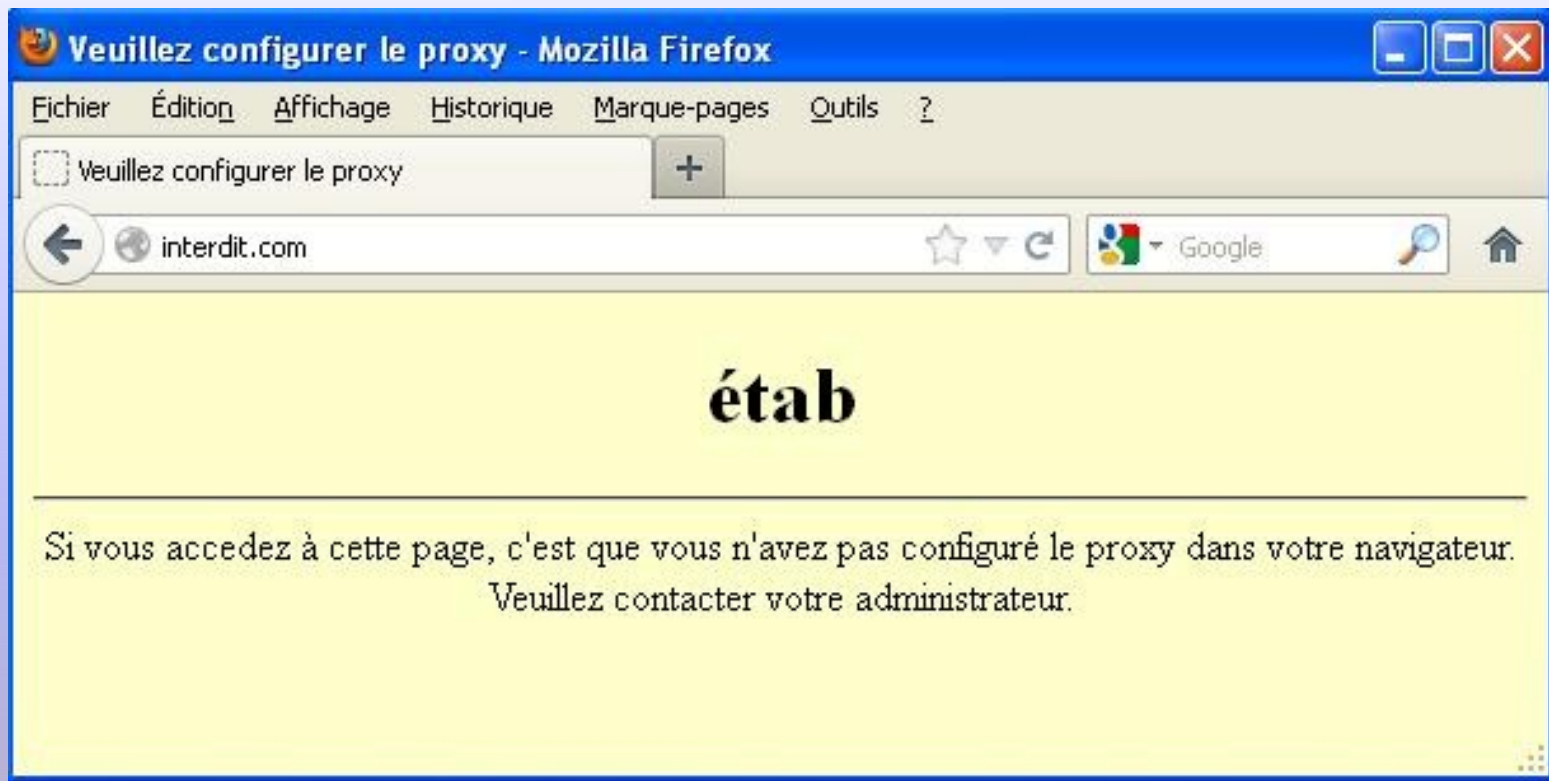 Veuillez configurer le proxy - Mozilla Firefox
Fichier Édition Affichage Historique Marque-pages Outils ?
Veuillez configurer le proxy +
interdit.com Google
étab
Si vous accedez à cette page, c'est que vous n'avez pas configuré le proxy dans votre navigateur.
Veuillez contacter votre administrateur.